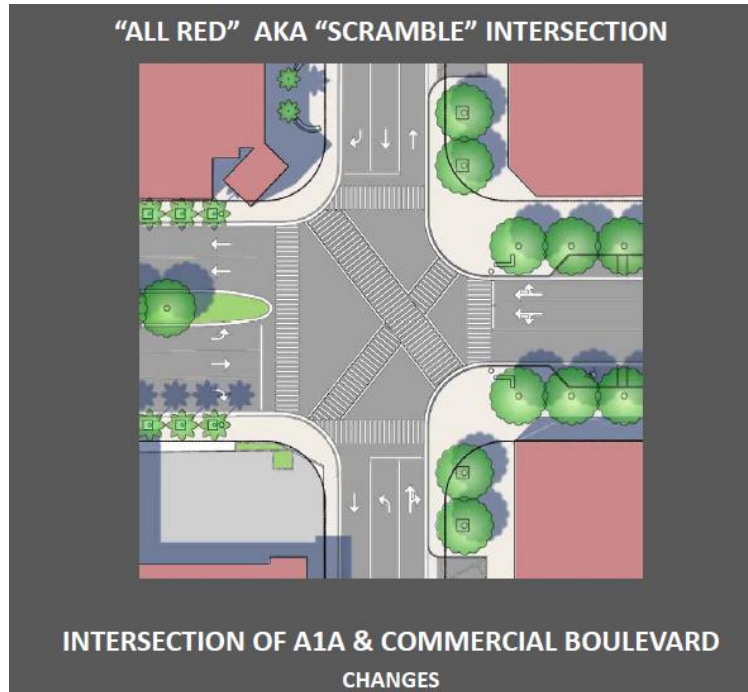 “ALL RED” AKA “SCRAMBLE” INTERSECTION
INTERSECTION OF A1A & COMMERCIAL BOULEVARD
CHANGES